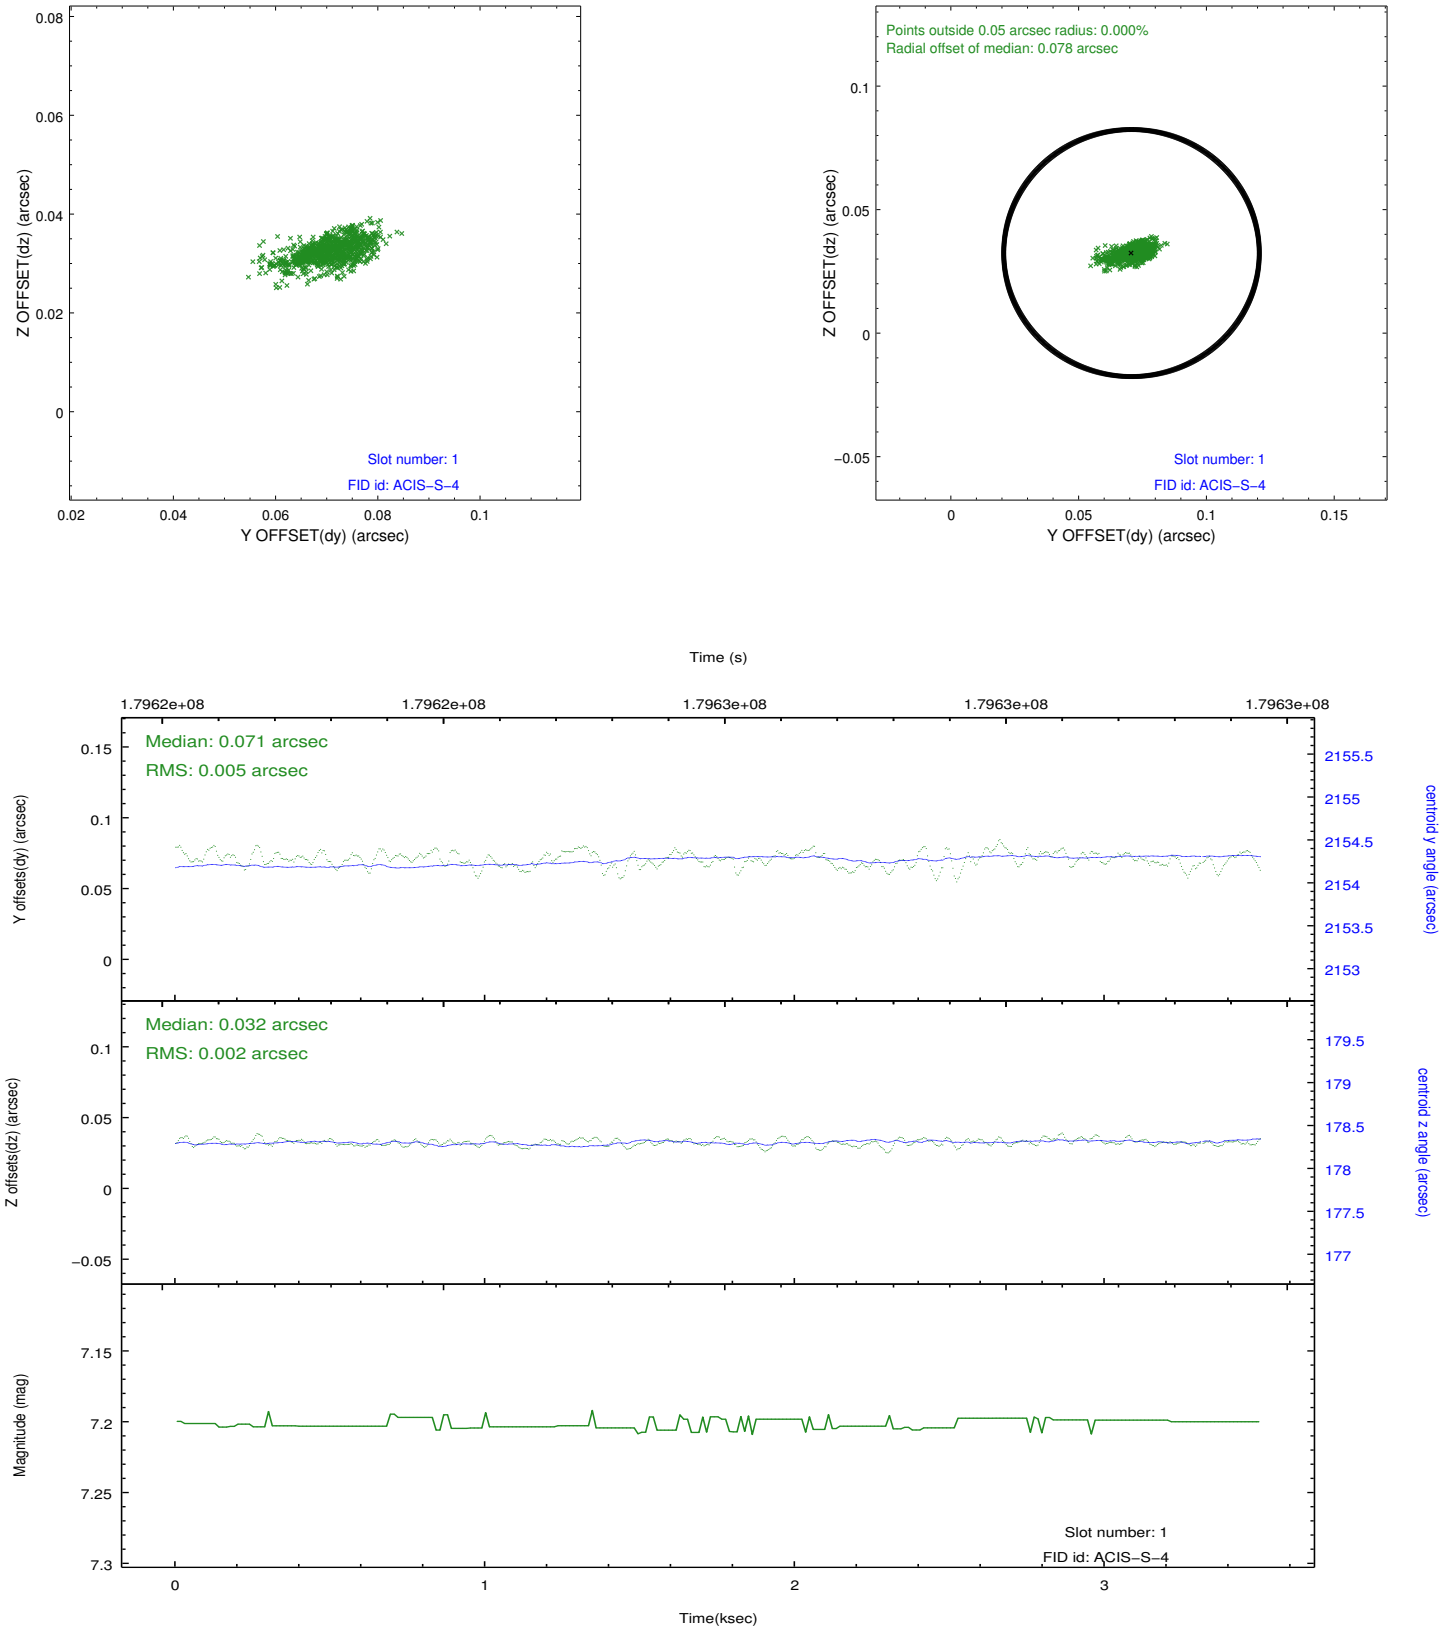 0.08
0.06
0.04
0.02
0
Z OFFSET(dz) (arcsec)
Slot number: 1
FID id: ACIS−S−4
0.02 0.04 0.06 0.08 0.1
Y OFFSET(dy) (arcsec)
Points outside 0.05 arcsec radius: 0.000%
Radial offset of median: 0.078 arcsec
0.1
0.05
0
−0.05
Z OFFSET(dz) (arcsec)
Slot number: 1
FID id: ACIS−S−4
0 0.05 0.1 0.15
Y OFFSET(dy) (arcsec)
Time (s)
1.7962e+08 1.7962e+08 1.7963e+08 1.7963e+08 1.7963e+08
Median: 0.071 arcsec
RMS: 0.005 arcsec
0.15
0.1
0.05
0
Y offsets(dy) (arcsec)
2155.5
2155
2154.5
2154
2153.5
2153
centroid y angle (arcsec)
Median: 0.032 arcsec
RMS: 0.002 arcsec
0.1
0.05
0
−0.05
Z offsets(dz) (arcsec)
179.5
179
178.5
178
177.5
177
centroid z angle (arcsec)
7.15
7.2
7.25
7.3
Magnitude (mag)
Slot number: 1
FID id: ACIS−S−4
0 1 2 3
Time(ksec)